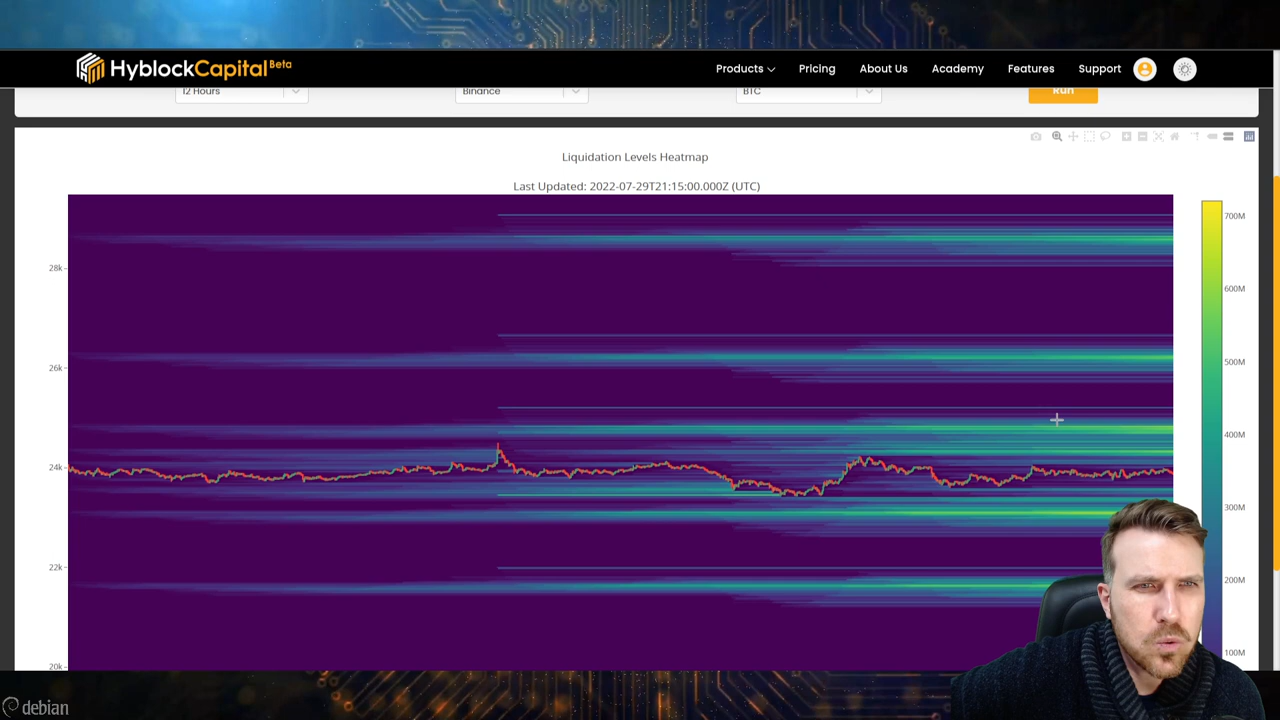 HyblockCapital Beta
Products Pricing About Us Academy Features Support
12 Hours Binance BTC Run
Liquidation Levels Heatmap
Last Updated: 2022-07-29T21:15:00.000Z (UTC)
700M
28k
600M
26k
500M
400M
24k
300M
22k
200M
100M
20k
debian